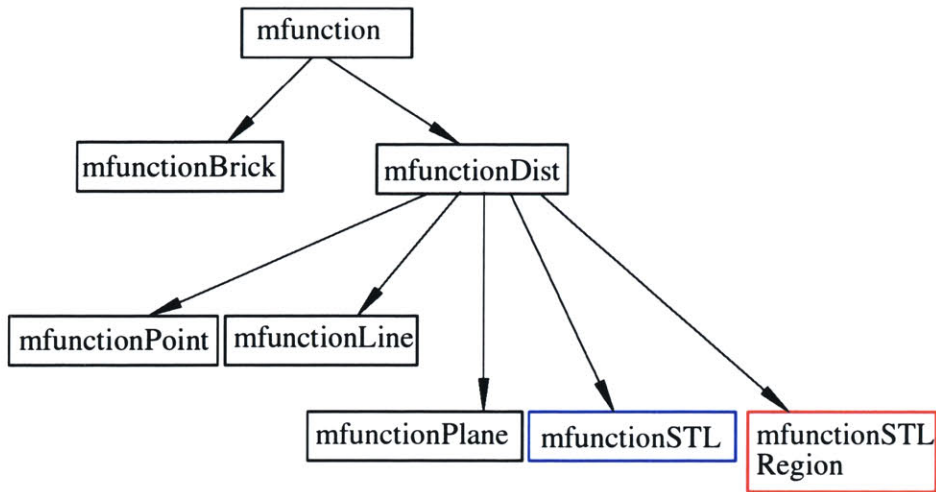 mfunction
mfunctionBrick
mfunctionDist
mfunctionPoint
mfunctionLine
mfunctionPlane
mfunctionSTL
mfunctionSTL
Region